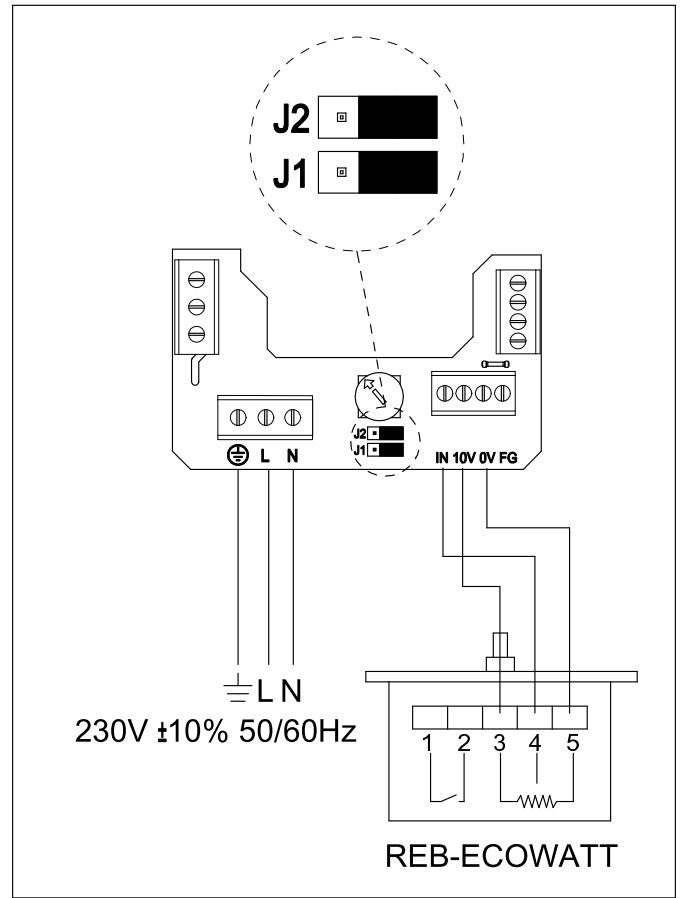 J2
J1
J2
J1
L N
IN 10V 0V FG
L N
230V ±10% 50/60Hz
1 2 3 4 5
REB-ECOWATT